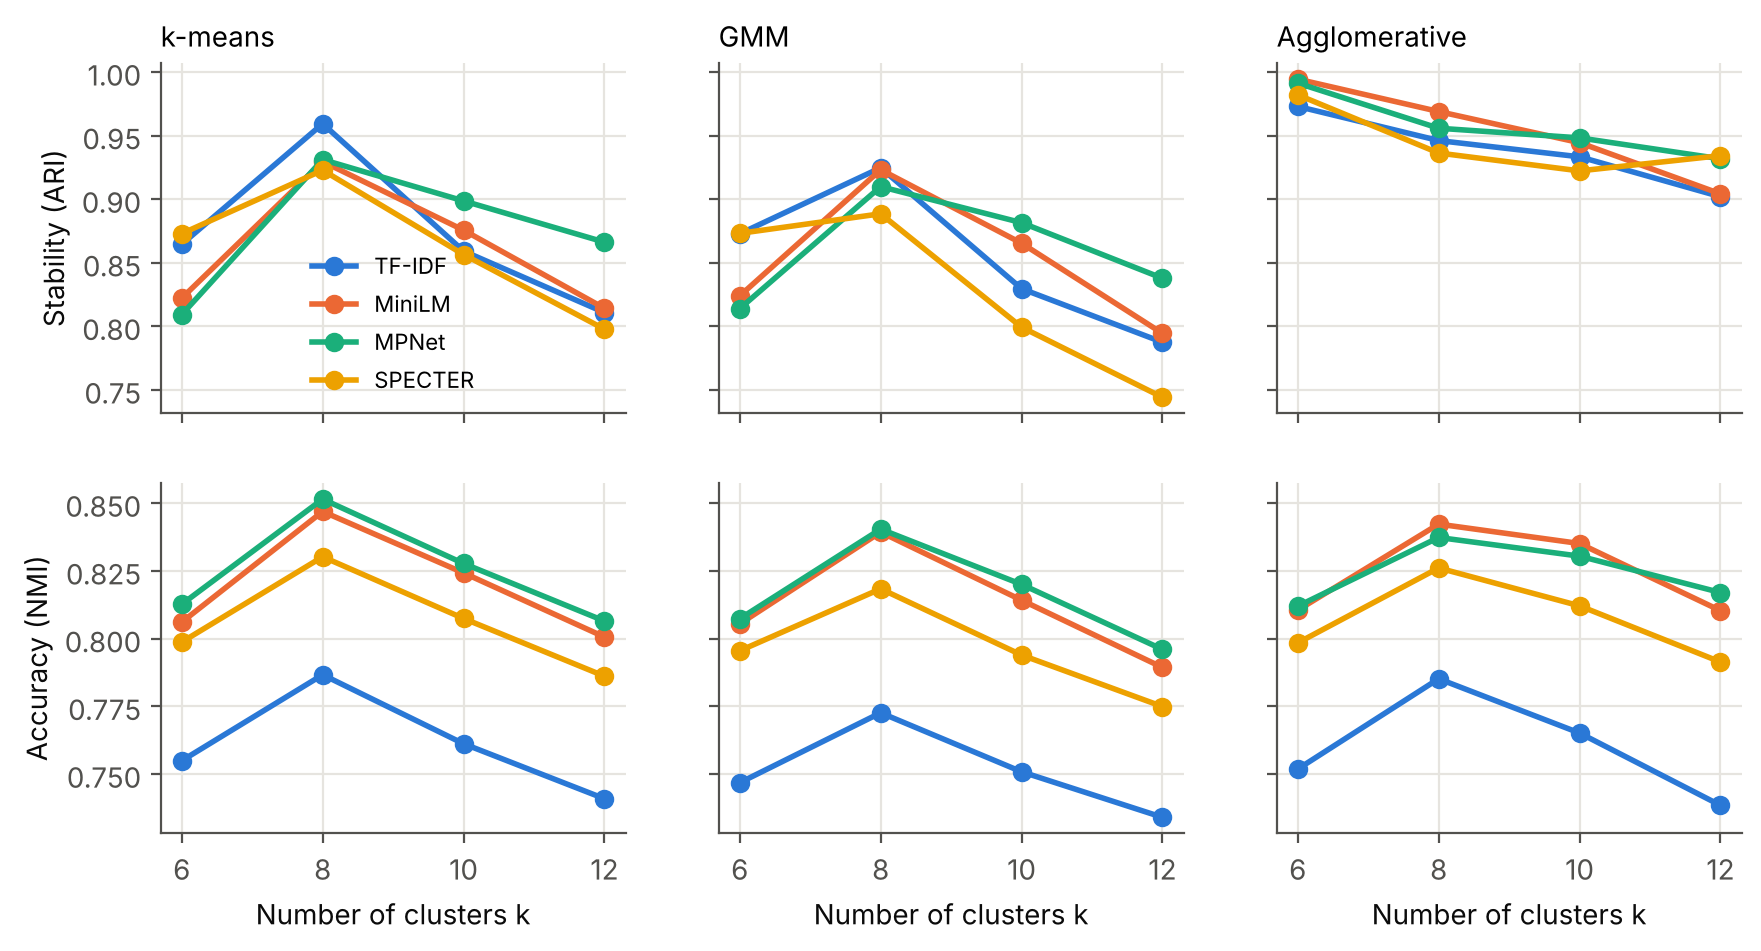 k-means
GMM
Agglomerative
Stability (ARI)
1.00
0.95
0.90
0.85
0.80
0.75
TF-IDF
MiniLM
MPNet
SPECTER
Accuracy (NMI)
0.850
0.825
0.800
0.775
0.750
6 8 10 12
6 8 10 12
6 8 10 12
Number of clusters k
Number of clusters k
Number of clusters k